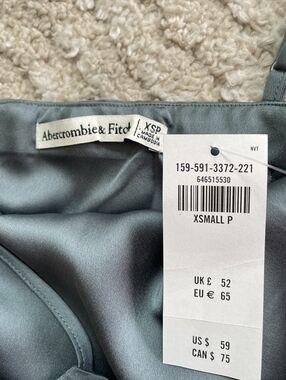 Abercrombie & Fitch
XSP
MADE IN
CAMBODIA
NVT
159-591-3372-221
646515530
XSMALL P
UK £ 52
EU € 65
US $ 59
CAN $ 75